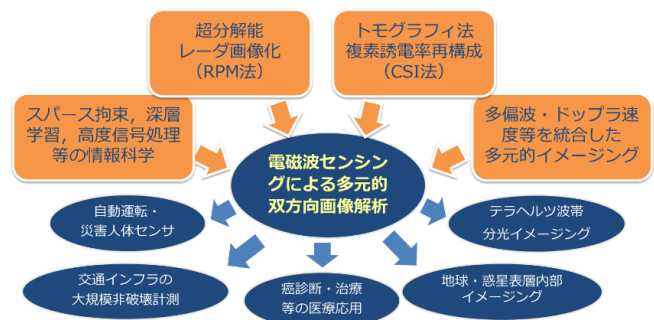 超分解能
レーダ画像化
（RPM法）
トモグラフィ法
複素誘電率再構成
（CSI法）
スパース拘束，深層
学習，高度信号処理
等の情報科学
多偏波・ドップラ速
度等を統合した
多元的イメージング
電磁波センシン
グによる多元的
双方向画像解析
自動運転・
災害人体センサ
テラヘルツ波帯
分光イメージング
交通インフラの
大規模非破壊計測
癌診断・治療
等の医療応用
地球・惑星表層内部
イメージング